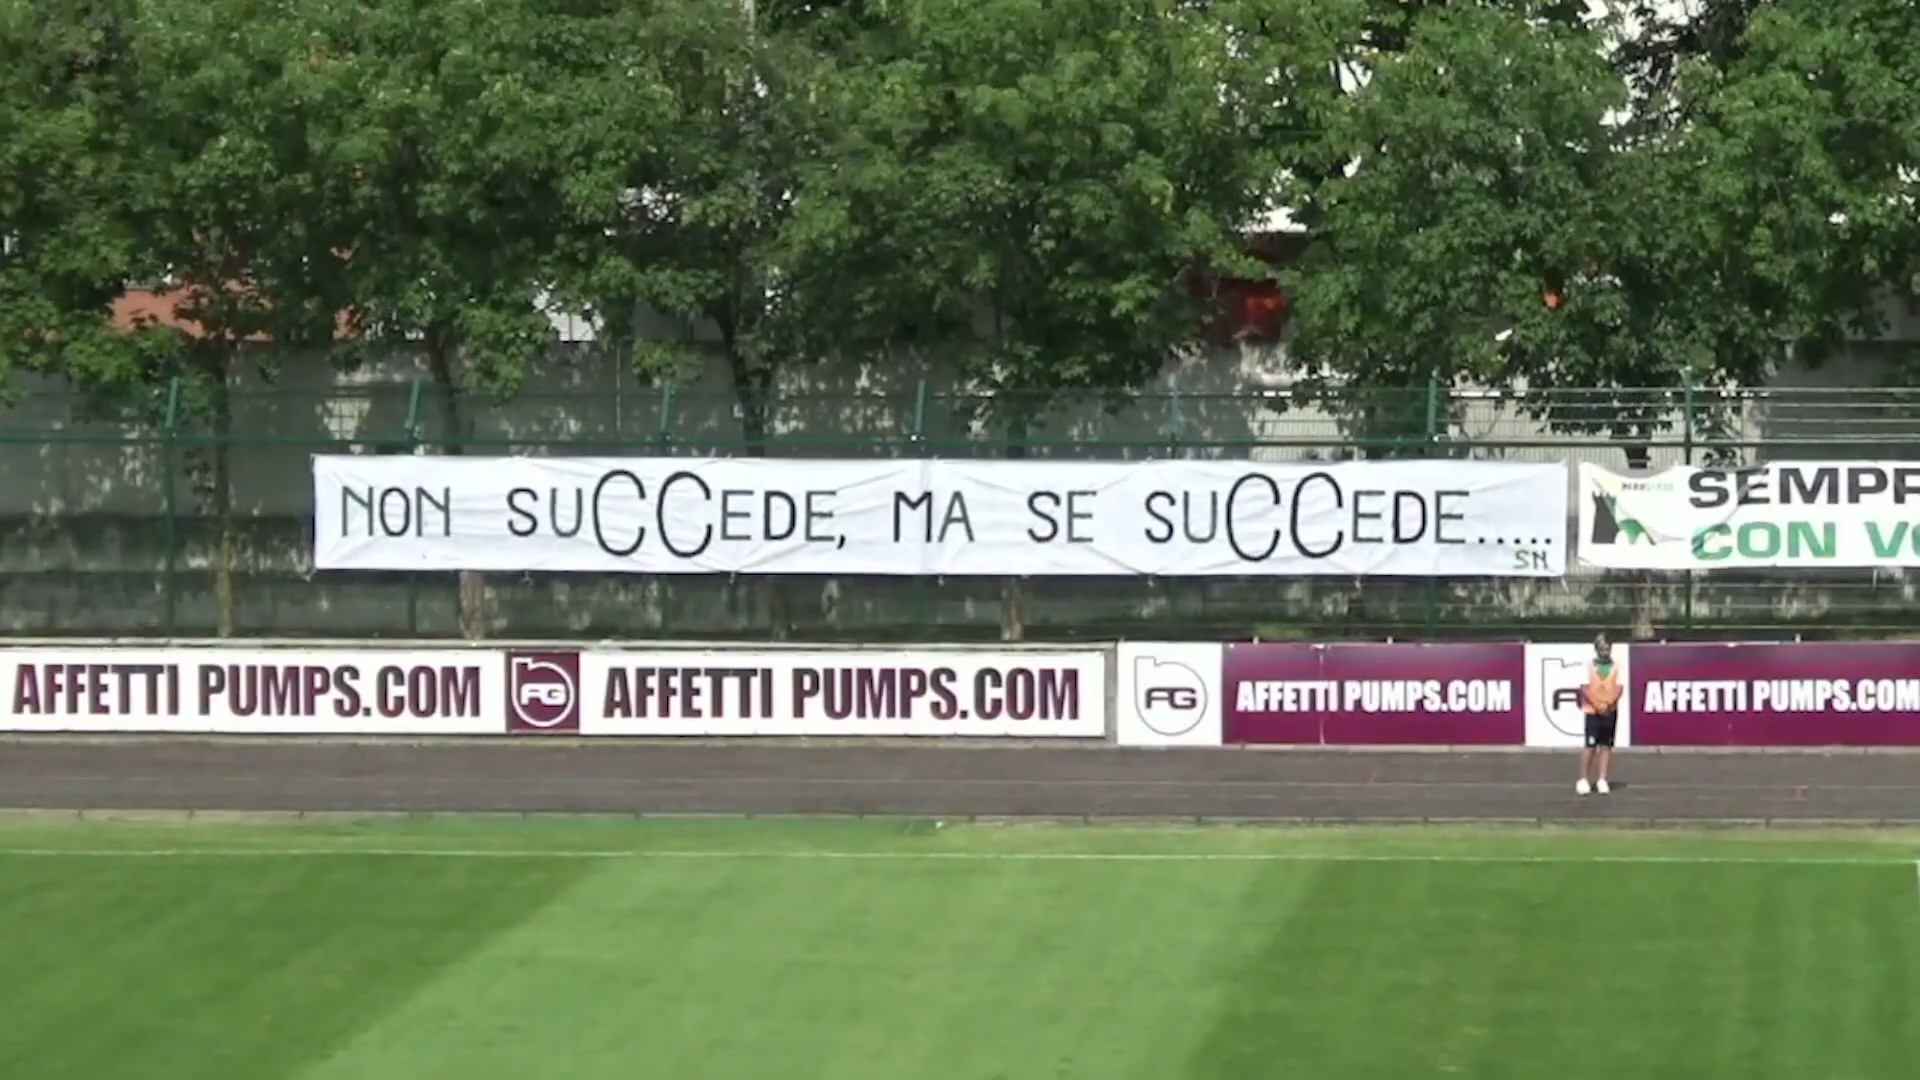 NON SUCCEDE, MA SE SUCCEDE.....
SN
CON
AFFETTI PUMPS.COM
FG
AFFETTI PUMPS.COM
FG
AFFETTI PUMPS.COM
AFFETTI PUMPS.COM